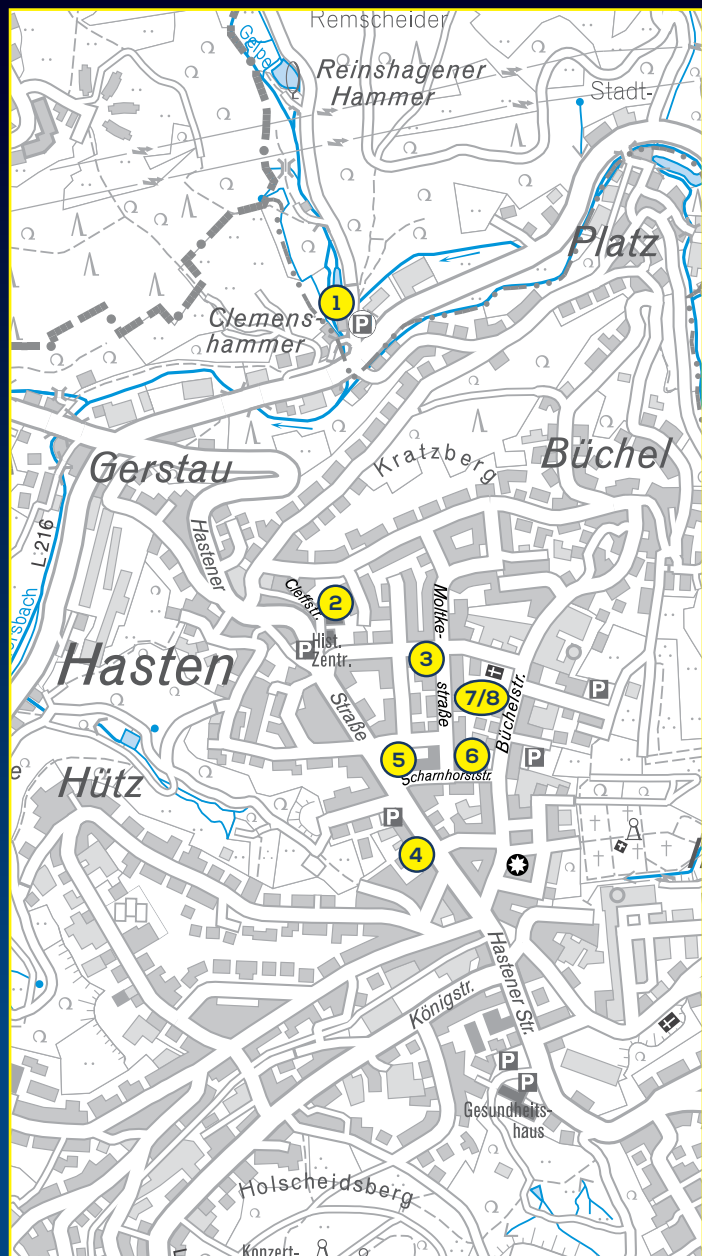 Remscheider
Gelpe
Reinshagener
Hammer
Stadt-
Platz
1
P
Clemens-
hammer
Gerstau
Kratzberg
Büchel
Hastener
L 216
Cleffstr.
2
Moltke-
straße
Hist.
Zentr.
P
3
Hasten
7/8
P
Büchelstr.
Straße
5
6
P
Scharnhorststr.
Hütz
P
4
Hastener Str.
Königstr.
P
P
Gesundheits-
haus
Holscheidsberg
Konzert-